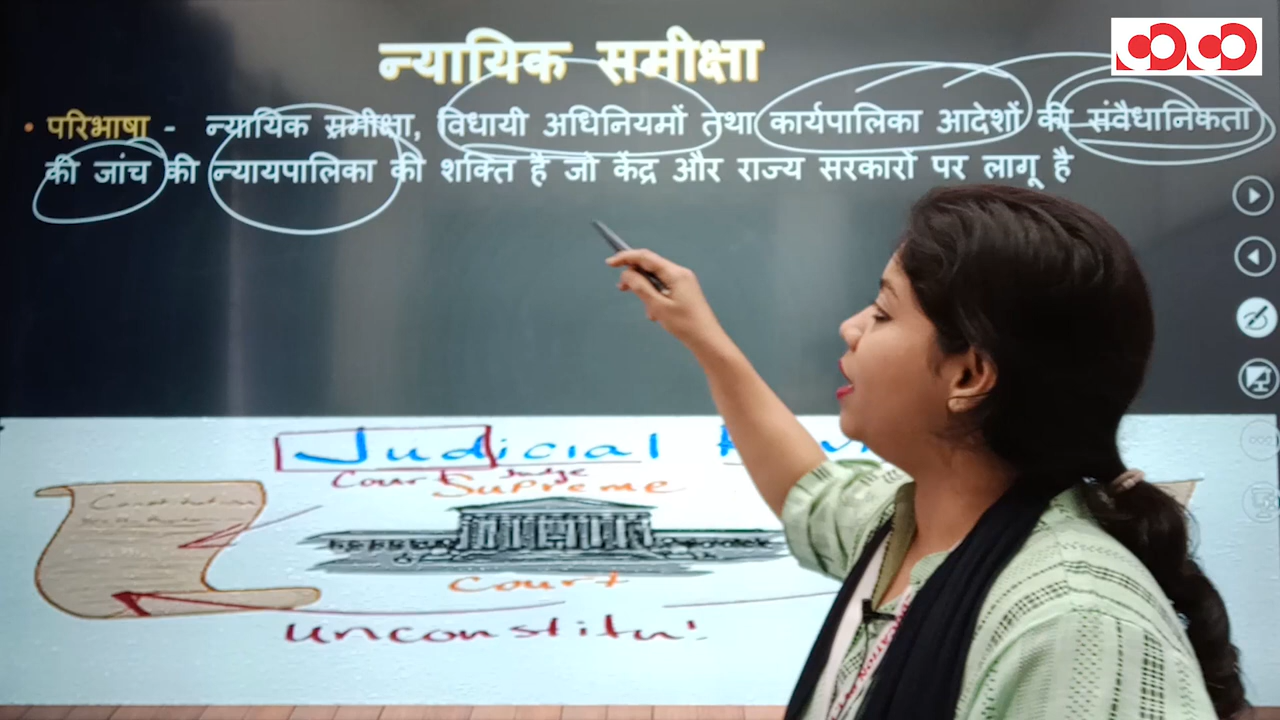 न्यायिक समीक्षा
• परिभाषा - न्यायिक समीक्षा, विधायी अधिनियमों तथा कार्यपालिका आदेशों की संवैधानिकता
की जांच की न्यायपालिका की शक्ति है जो केंद्र और राज्य सरकारों पर लागू है
Judicial
Court Judge
Supreme
Constitution
Court
unconstitu